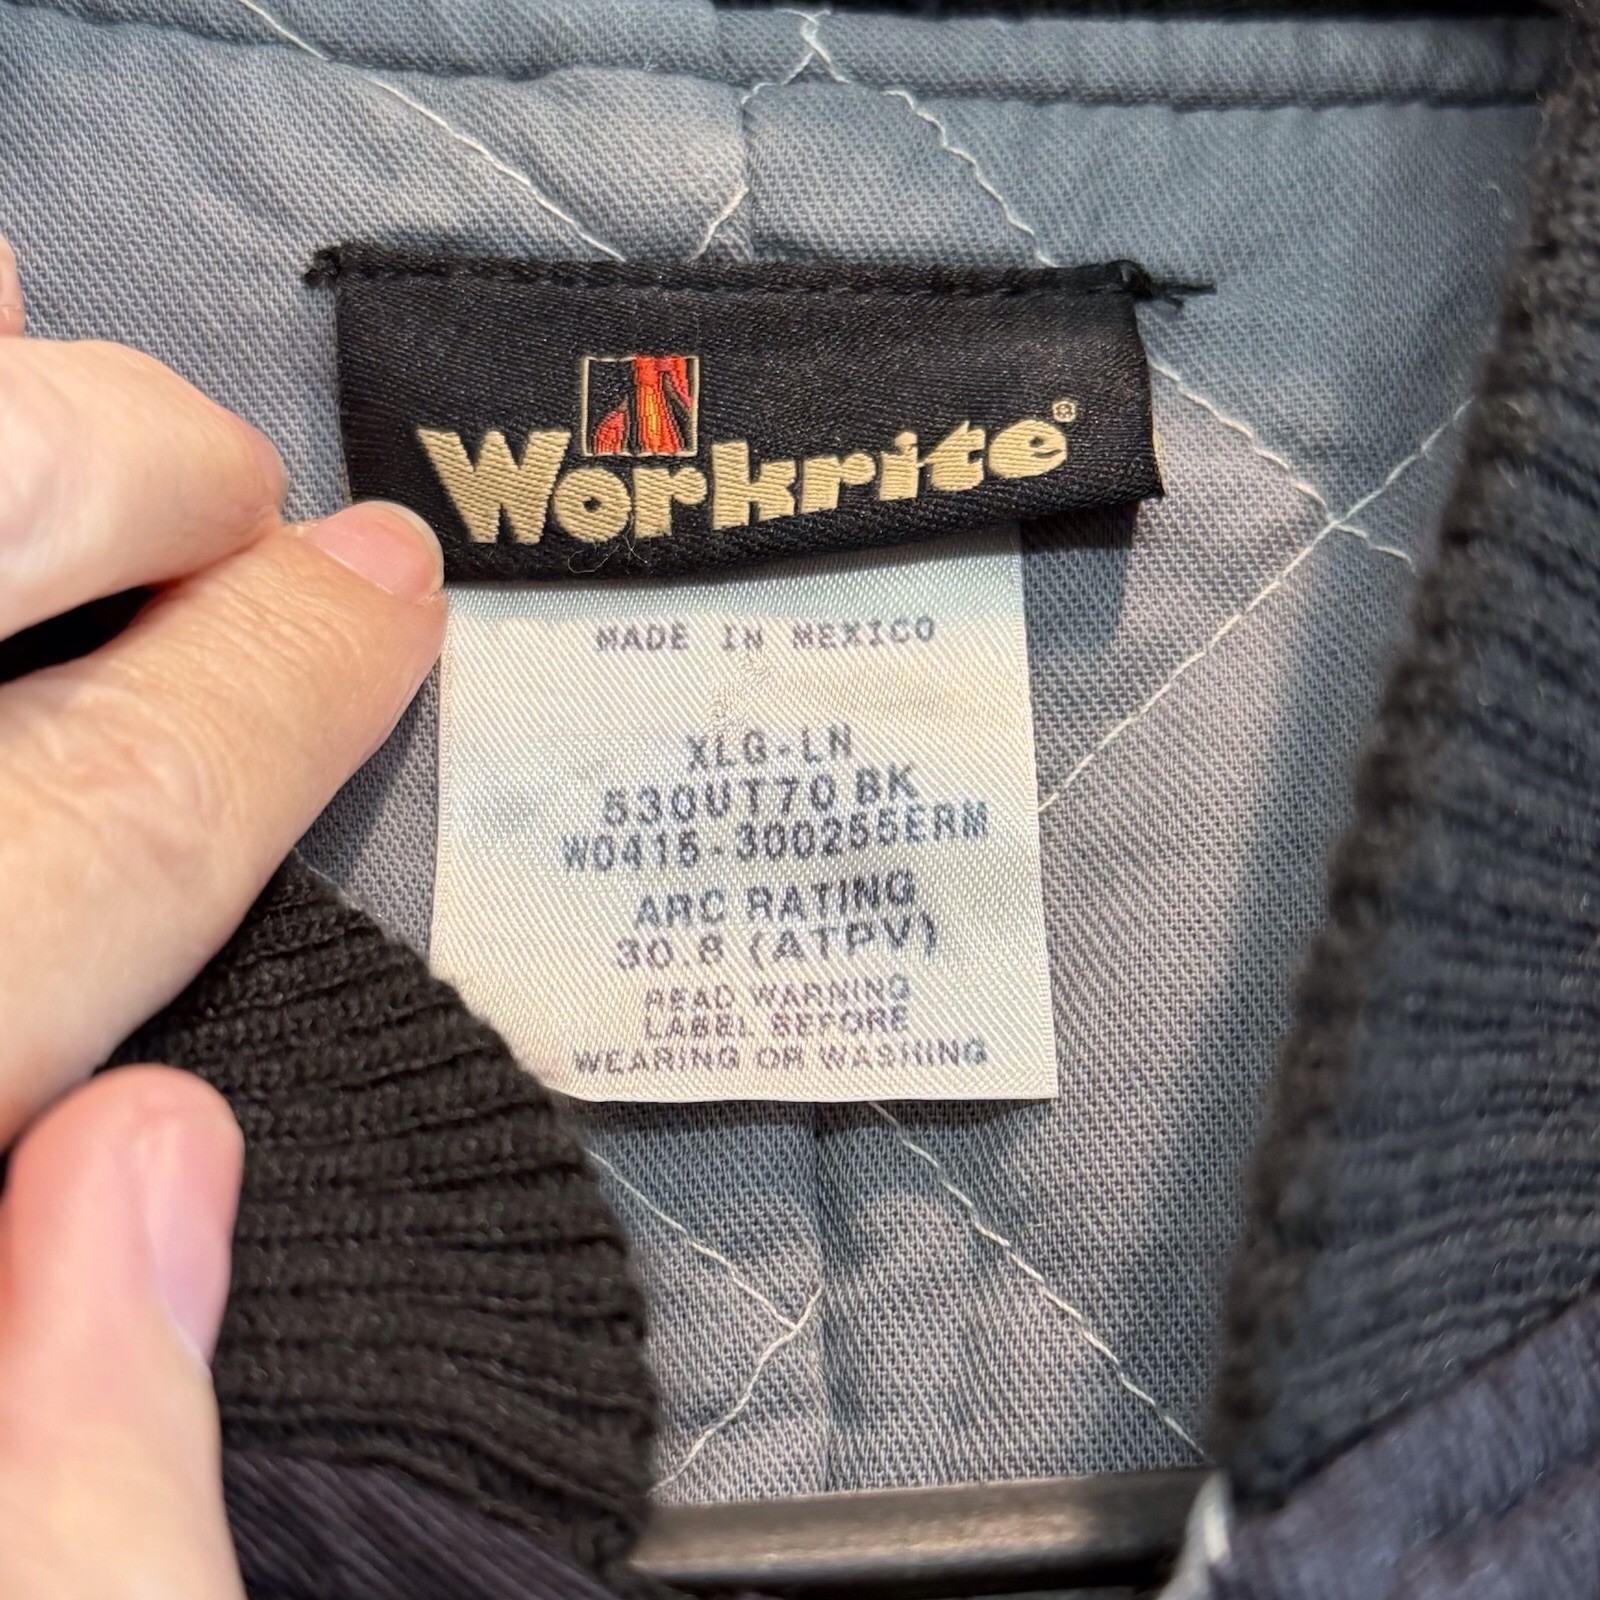 Workrite®
MADE IN MEXICO
XLG-LN
530UT70 BK
W0415-300255ERM
ARC RATING
30.8 (ATPV)
READ WARNING
LABEL BEFORE
WEARING OR WASHING